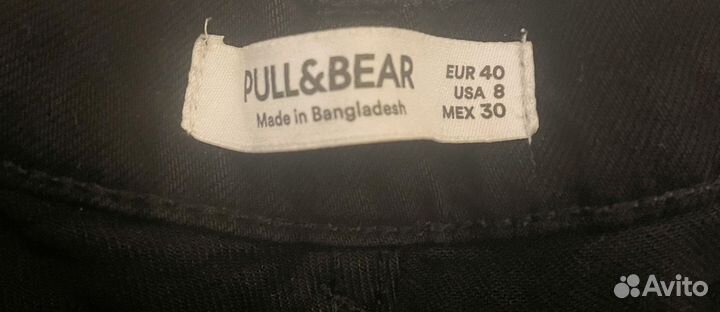 PULL&BEAR
Made in Bangladesh
EUR 40
USA 8
MEX 30
Avito